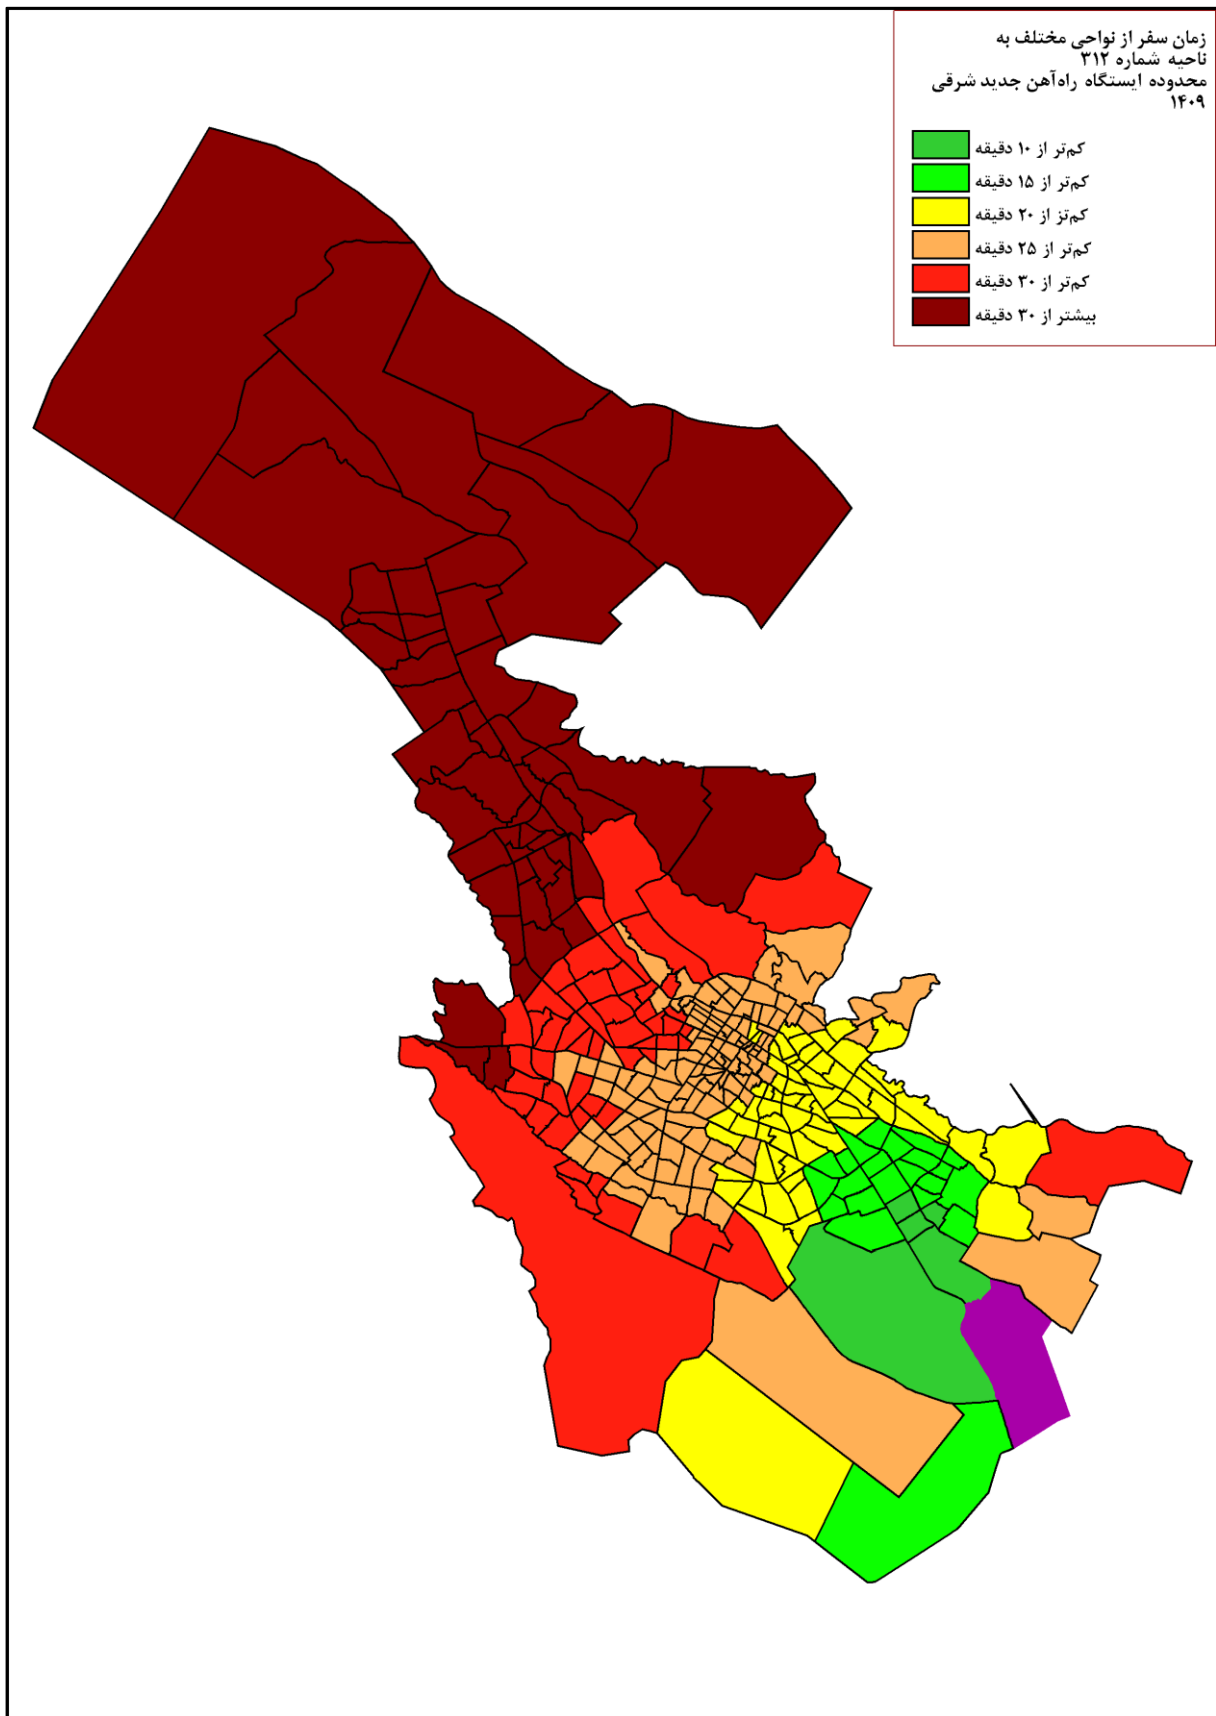 زمان سفر از نواحی مختلف به
ناحیه شماره ۳۱۲
محدوده ایستگاه راه‌آهن جدید شرقی
۱۴۰۹
کم‌تر از ۱۰ دقیقه
کم‌تر از ۱۵ دقیقه
کم‌تز از ۲۰ دقیقه
کم‌تر از ۲۵ دقیقه
کم‌تر از ۳۰ دقیقه
بیشتر از ۳۰ دقیقه